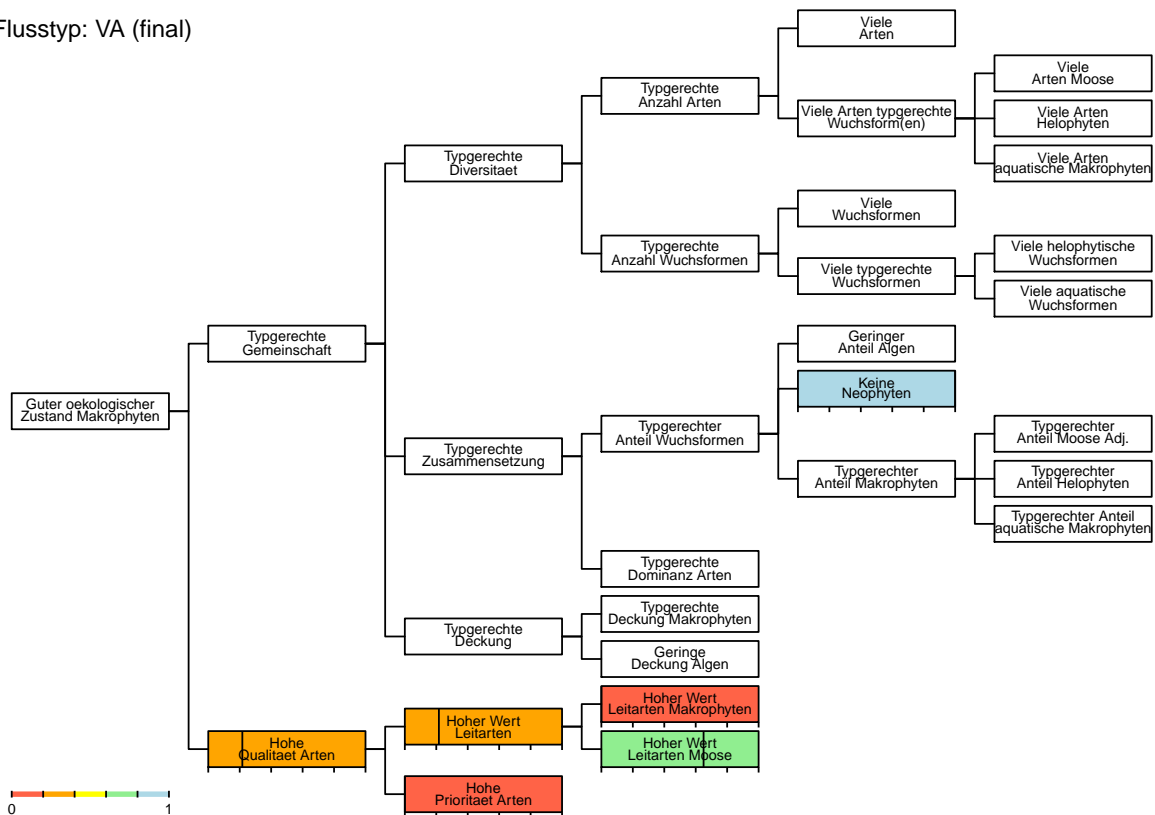 Flusstyp: VA (final)
Viele
Arten
Viele
Arten Moose
Typgerechte
Anzahl Arten
Viele Arten typgerechte
Wuchsform(en)
Viele Arten
Helophyten
Viele Arten
aquatische Makrophyten
Typgerechte
Diversitaet
Viele
Wuchsformen
Typgerechte
Anzahl Wuchsformen
Viele helophytische
Wuchsformen
Viele typgerechte
Wuchsformen
Viele aquatische
Wuchsformen
Typgerechte
Gemeinschaft
Geringer
Anteil Algen
Keine
Neophyten
Guter oekologischer
Zustand Makrophyten
Typgerechte
Zusammensetzung
Typgerechter
Anteil Wuchsformen
Typgerechter
Anteil Moose Adj.
Typgerechter
Anteil Makrophyten
Typgerechter
Anteil Helophyten
Typgerechter Anteil
aquatische Makrophyten
Typgerechte
Dominanz Arten
Typgerechte
Deckung
Typgerechte
Deckung Makrophyten
Geringe
Deckung Algen
Hoher Wert
Leitarten Makrophyten
Hoher Wert
Leitarten
Hohe
Qualitaet Arten
Hoher Wert
Leitarten Moose
Hohe
Prioritaet Arten
0
1